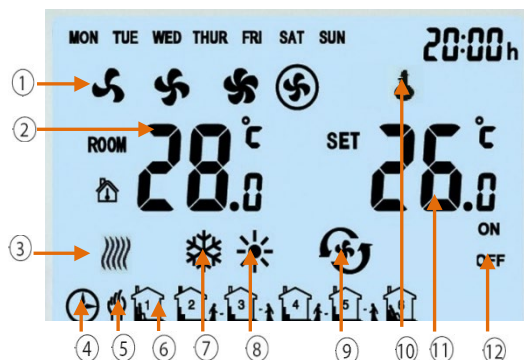 MON TUE WED THUR FRI SAT SUN 20:00h
①
② ROOM 28.0°C SET 26.0°C
③ ON
OFF
1 2 3 4 5 6
④ ⑤ ⑥ ⑦ ⑧ ⑨ ⑩ ⑪ ⑫